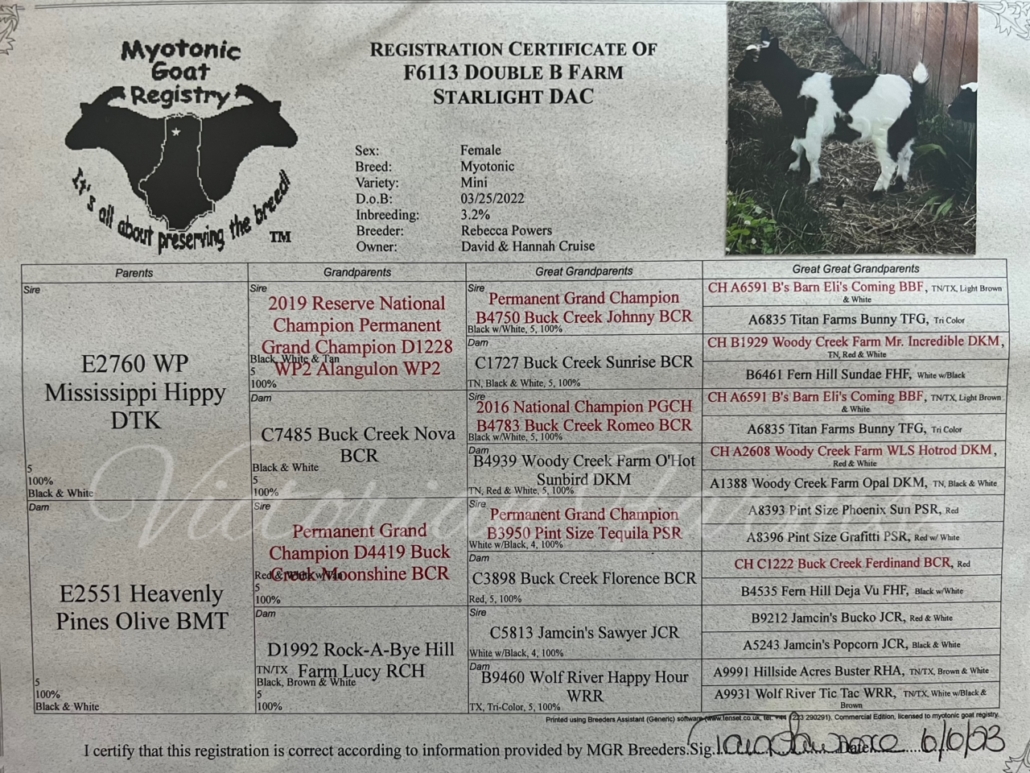 Myotonic
Goat
Registry
It's all about preserving the breed!
TM
REGISTRATION CERTIFICATE OF
F6113 DOUBLE B FARM
STARLIGHT DAC
Sex: Female
Breed: Myotonic
Variety: Mini
D.o.B: 03/25/2022
Inbreeding: 3.2%
Breeder: Rebecca Powers
Owner: David & Hannah Cruise
Parents
Sire
E2760 WP
Mississippi Hippy
DTK
5
100%
Black & White
Dam
E2551 Heavenly
Pines Olive BMT
5
100%
Black & White
Grandparents
Sire
2019 Reserve National
Champion Permanent
Grand Champion D1228
WP2 Alangulon WP2
Black, White & Tan
5
100%
Dam
C7485 Buck Creek Nova
BCR
Black & White
5
100%
Sire
Permanent Grand
Champion D4419 Buck
Creek Moonshine BCR
5
100%
Dam
D1992 Rock-A-Bye Hill
Farm Lucy RCH
TN/TX
Black, Brown & White
5
100%
Great Grandparents
Sire
Permanent Grand Champion
B4750 Buck Creek Johnny BCR
Black w/White, 5, 100%
Dam
C1727 Buck Creek Sunrise BCR
TN, Black & White, 5, 100%
Sire
2016 National Champion PGCH
B4783 Buck Creek Romeo BCR
Black w/White, 5, 100%
Dam
B4939 Woody Creek Farm O'Hot
Sunbird DKM
TN, Red & White, 5, 100%
Sire
Permanent Grand Champion
B3950 Pint Size Tequila PSR
White w/Black, 4, 100%
Dam
C3898 Buck Creek Florence BCR
Red, 5, 100%
Sire
C5813 Jamcin's Sawyer JCR
White w/Black, 4, 100%
Dam
B9460 Wolf River Happy Hour
WRR
TX, Tri-Color, 5, 100%
Great Great Grandparents
CH A6591 B's Barn Eli's Coming BBF, TN/TX, Light Brown
& White
A6835 Titan Farms Bunny TFG, Tri Color
CH B1929 Woody Creek Farm Mr. Incredible DKM,
TN, Red & White
B6461 Fern Hill Sundae FHF, White w/Black
CH A6591 B's Barn Eli's Coming BBF, TN/TX, Light Brown
& White
A6835 Titan Farms Bunny TFG, Tri Color
CH A2608 Woody Creek Farm WLS Hotrod DKM,
Red & White
A1388 Woody Creek Farm Opal DKM, TN, Black & White
A8393 Pint Size Phoenix Sun PSR, Red
A8396 Pint Size Grafitti PSR, Red w/White
CH C1222 Buck Creek Ferdinand BCR, Red
B4535 Fern Hill Deja Vu FHF, Black w/White
B9212 Jamcin's Bucko JCR, Red & White
A5243 Jamcin's Popcorn JCR, Black & White
A9991 Hillside Acres Buster RHA, TN/TX, Brown & White
A9931 Wolf River Tic Tac WRR, TN/TX, White w/Black &
Brown
Printed using Breeders Assistant (Generic) software (www.tenset.co.uk, tel. +44 1223 290291). Commercial Edition, licensed to myotonic goat registry.
I certify that this registration is correct according to information provided by MGR Breeders. Sig. Date